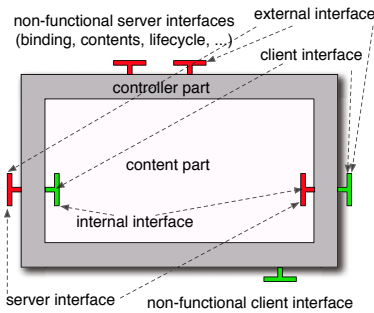 external interface
non-functional server interfaces
(binding, contents, lifecycle, ...)
client interface
controller part
content part
internal interface
server interface
non-functional client interface